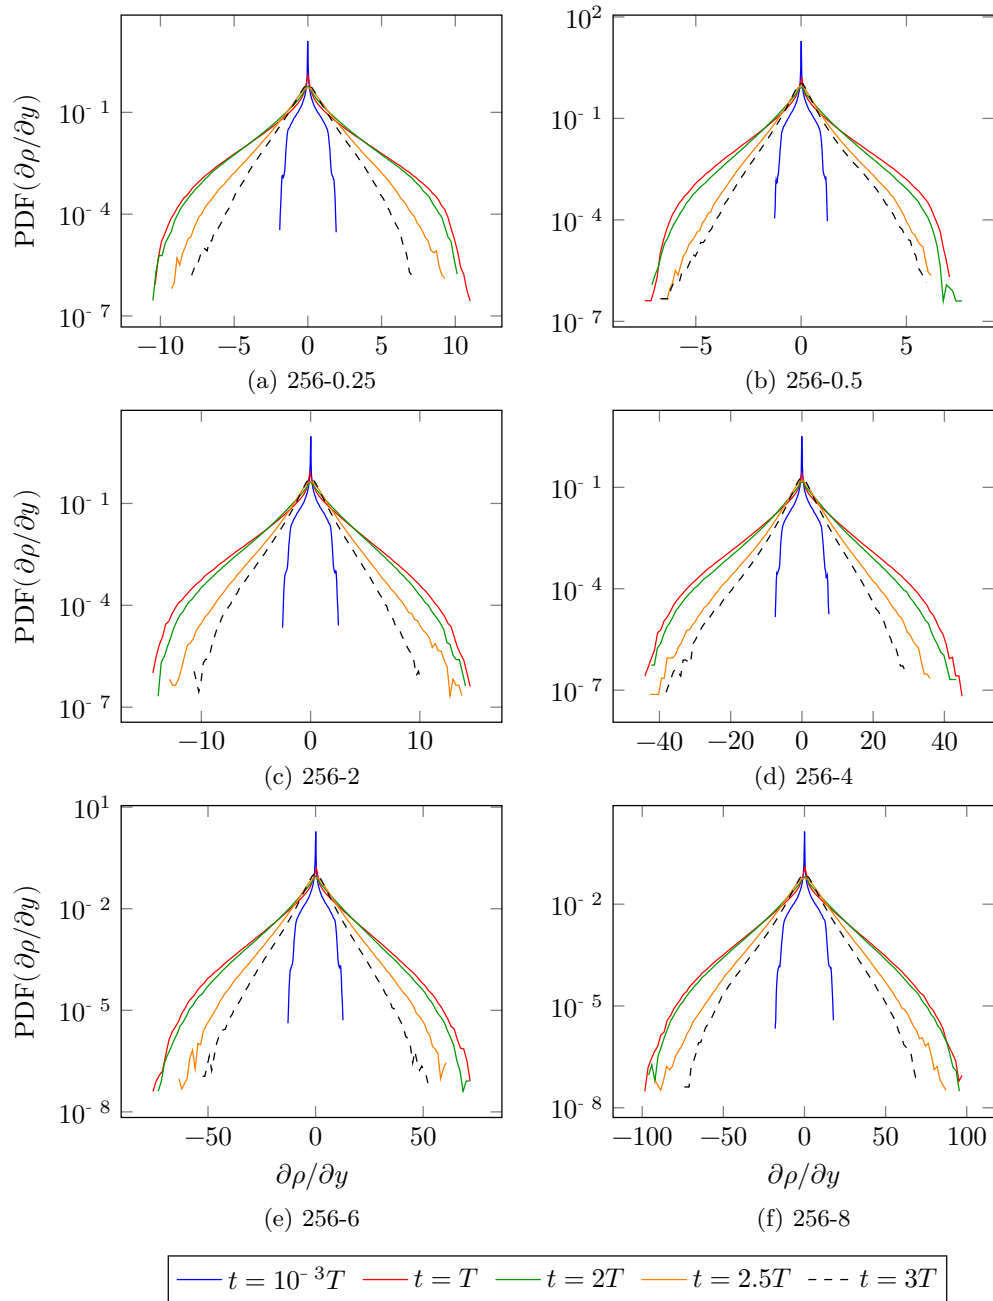 10² 
PDF(∂ρ/∂y) 10⁻¹ 10⁻⁴ 10⁻⁷
10⁻¹ 10⁻⁴ 10⁻⁷
−10 −5 0 5 10
−5 0 5
(a) 256-0.25
(b) 256-0.5
PDF(∂ρ/∂y) 10⁻¹ 10⁻⁴ 10⁻⁷
10⁻¹ 10⁻⁴ 10⁻⁷
−10 0 10
−40 −20 0 20 40
(c) 256-2
(d) 256-4
PDF(∂ρ/∂y) 10¹ 10⁻² 10⁻⁵ 10⁻⁸
PDF(∂ρ/∂y) 10⁻² 10⁻⁵ 10⁻⁸
−50 0 50
−100 −50 0 50 100
∂ρ/∂y
∂ρ/∂y
(e) 256-6
(f) 256-8
t = 10⁻³T t = T t = 2T t = 2.5T t = 3T